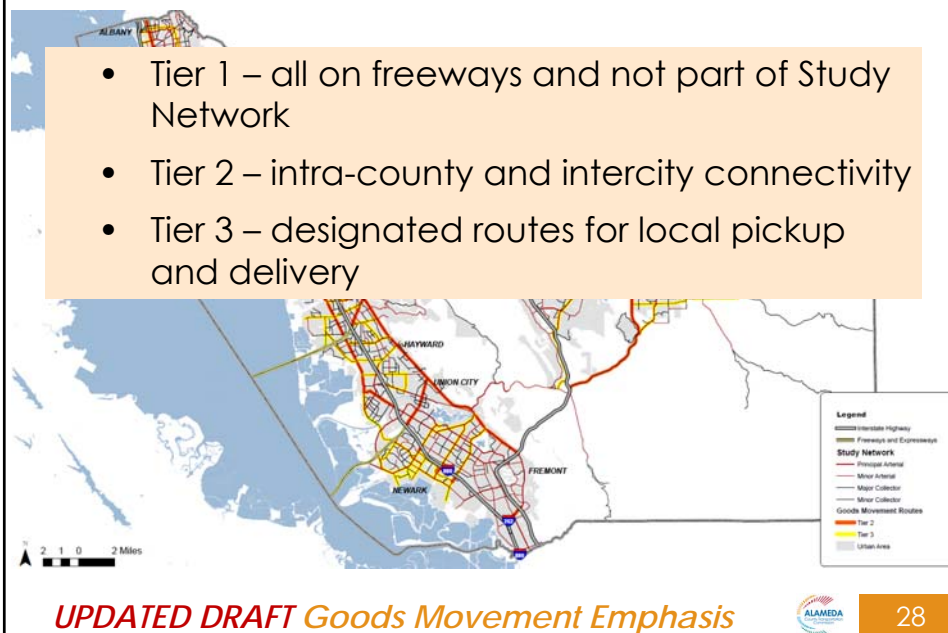 ALBANY
• Tier 1 – all on freeways and not part of Study
Network
• Tier 2 – intra-county and intercity connectivity
• Tier 3 – designated routes for local pickup
and delivery
HAYWARD
UNION CITY
FREMONT
NEWARK
Legend
Interstate Highway
Freeways and Expressways
Study Network
Principal Arterial
Minor Arterial
Major Collector
Minor Collector
Goods Movement Routes
Tier 2
Tier 3
Urban Area
N
2 1 0 2 Miles
UPDATED DRAFT Goods Movement Emphasis
ALAMEDA
28